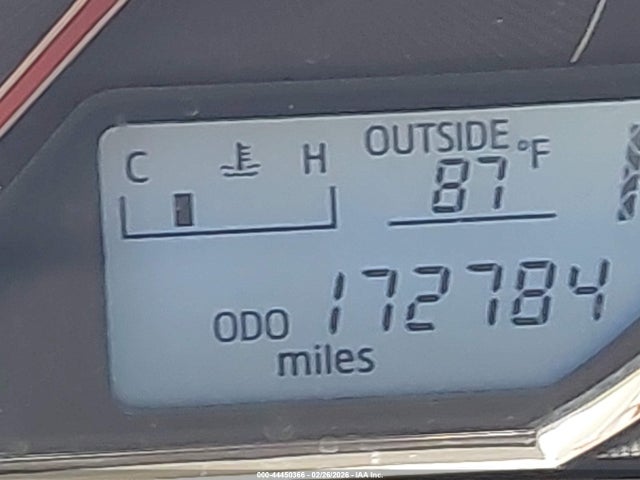 C H
OUTSIDE °F
87
ODO 172784
miles
000-44450366 - 02/26/2026 - IAA Inc.